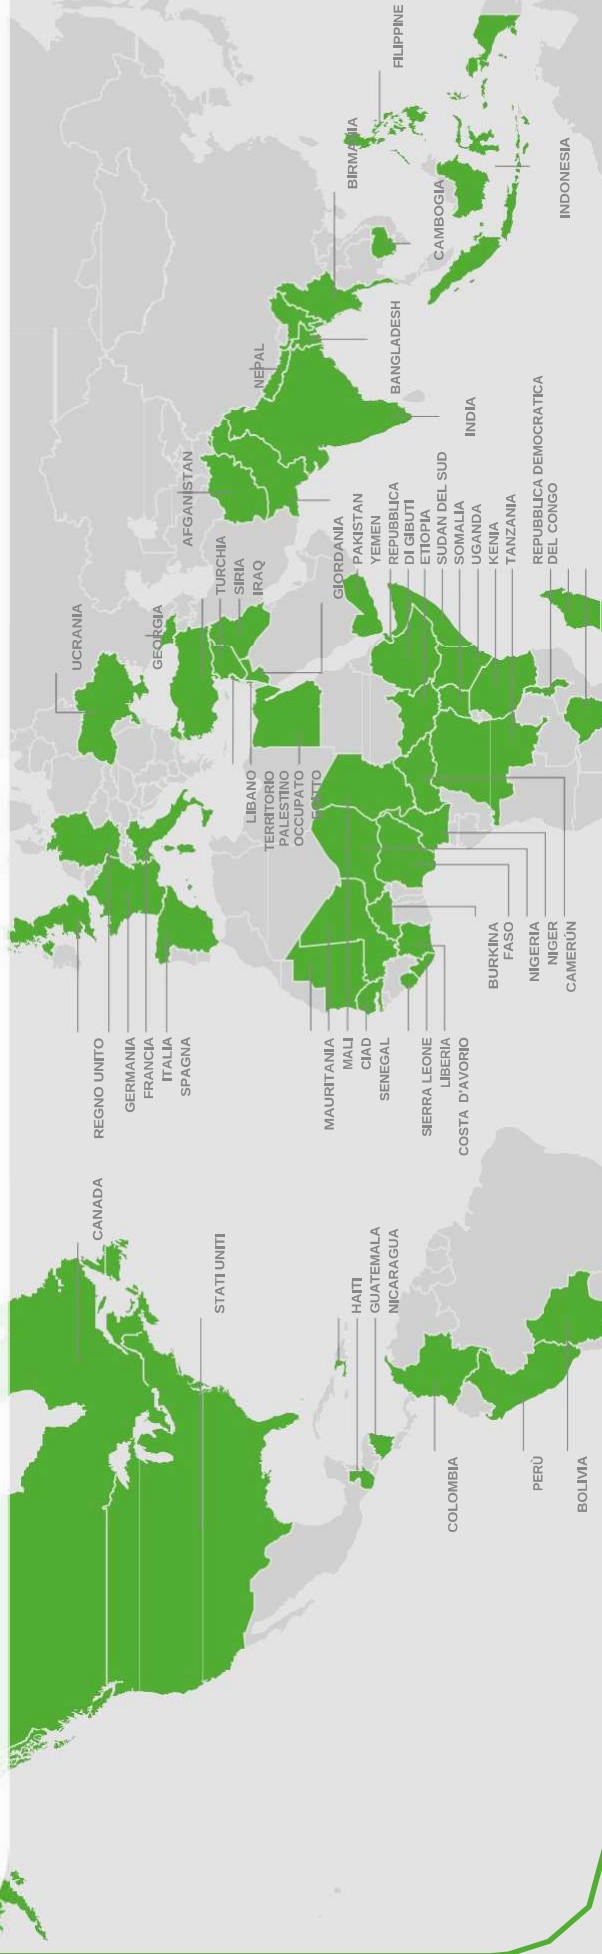 CANADA
STATI UNITI
HAITI
GUATEMALA
NICARAGUA
COLOMBIA
PERÙ
BOLIVIA
REGNO UNITO
GERMANIA
FRANCIA
ITALIA
SPAGNA
MAURITANIA
MALI
CIAD
SENEGAL
SIERRA LEONE
LIBERIA
COSTA D'AVORIO
BURKINA
FASO
NIGERIA
NIGER
CAMERÚN
LIBANO
TERRITORIO
PALESTINO
OCCUPATO
EGITTO
UCRANIA
GEORGIA
TURCHIA
SIRIA
IRAQ
GIORDANIA
PAKISTAN
YEMEN
REPUBBLICA
DI GIBUTI
ETIOPIA
SUDAN DEL SUD
SOMALIA
UGANDA
KENIA
TANZANIA
REPUBBLICA DEMOCRATICA
DEL CONGO
AFGANISTAN
NEPAL
BANGLADESH
INDIA
BIRMANIA
CAMBOGIA
FILIPPINE
INDONESIA